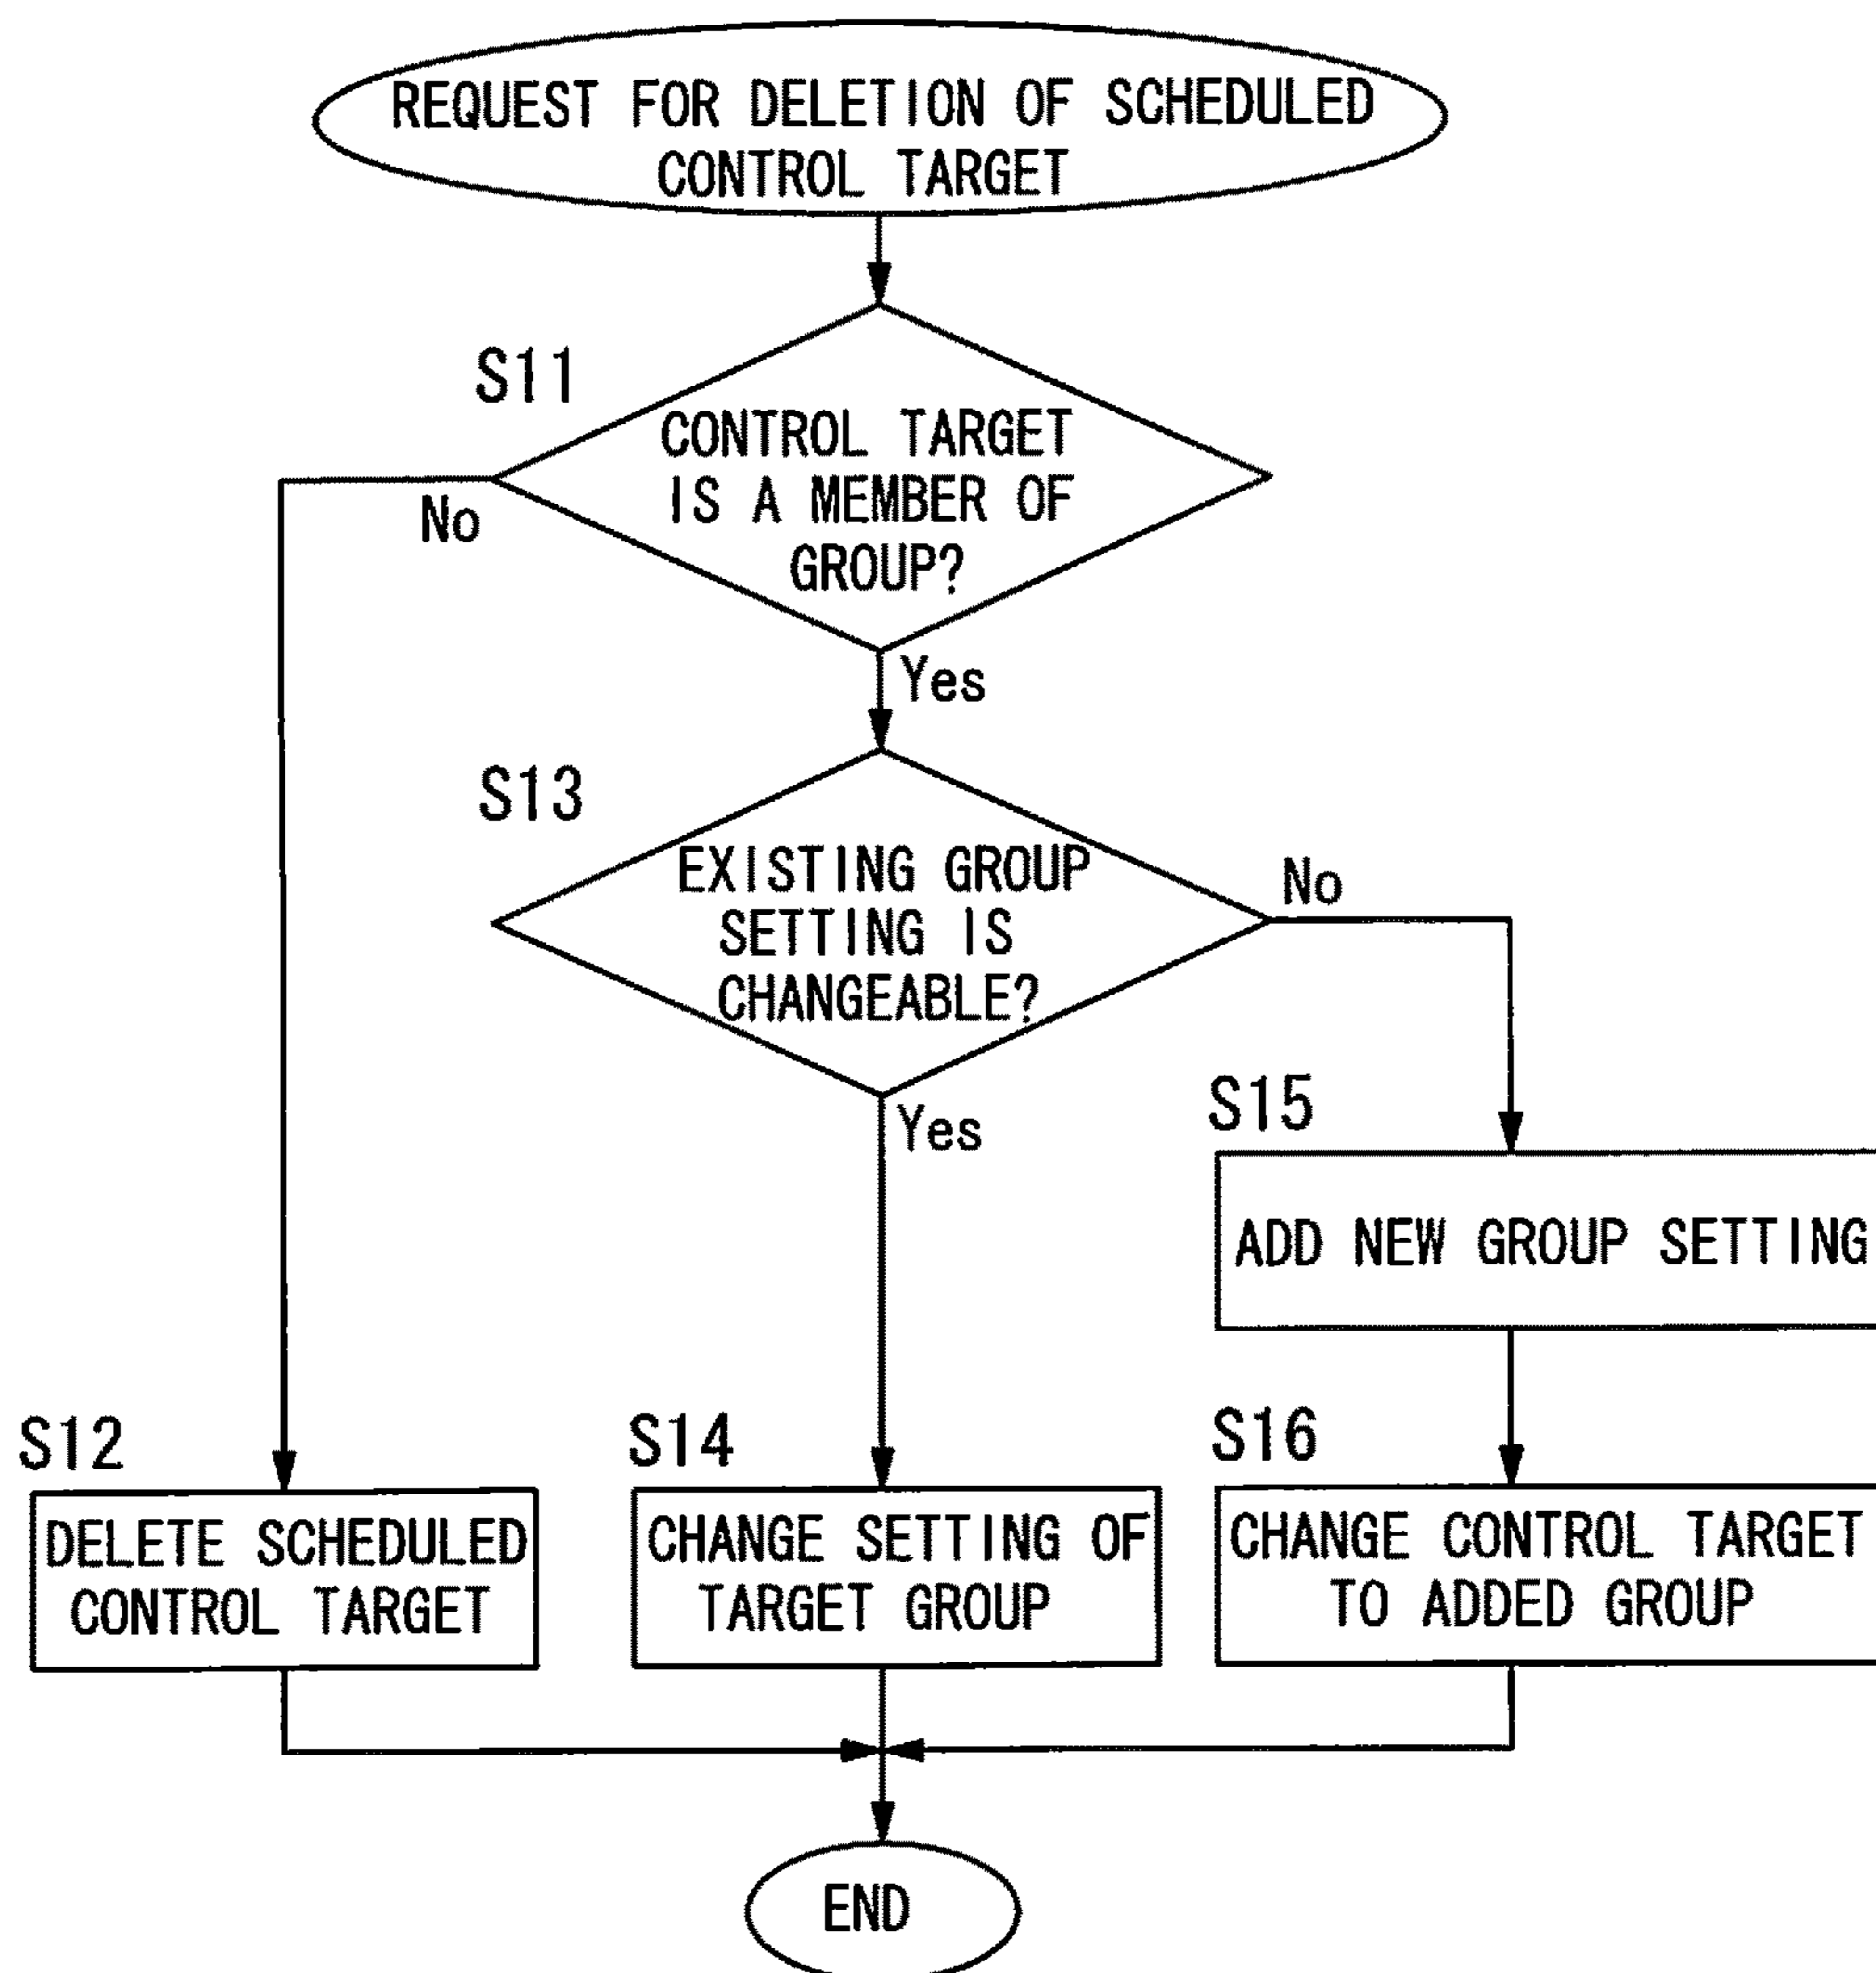 REQUEST FOR DELETION OF SCHEDULED
CONTROL TARGET
S11
CONTROL TARGET
IS A MEMBER OF
GROUP?
No
Yes
S13
EXISTING GROUP
SETTING IS
CHANGEABLE?
No
Yes
S15
ADD NEW GROUP SETTING
S12
DELETE SCHEDULED
CONTROL TARGET
S14
CHANGE SETTING OF
TARGET GROUP
S16
CHANGE CONTROL TARGET
TO ADDED GROUP
END